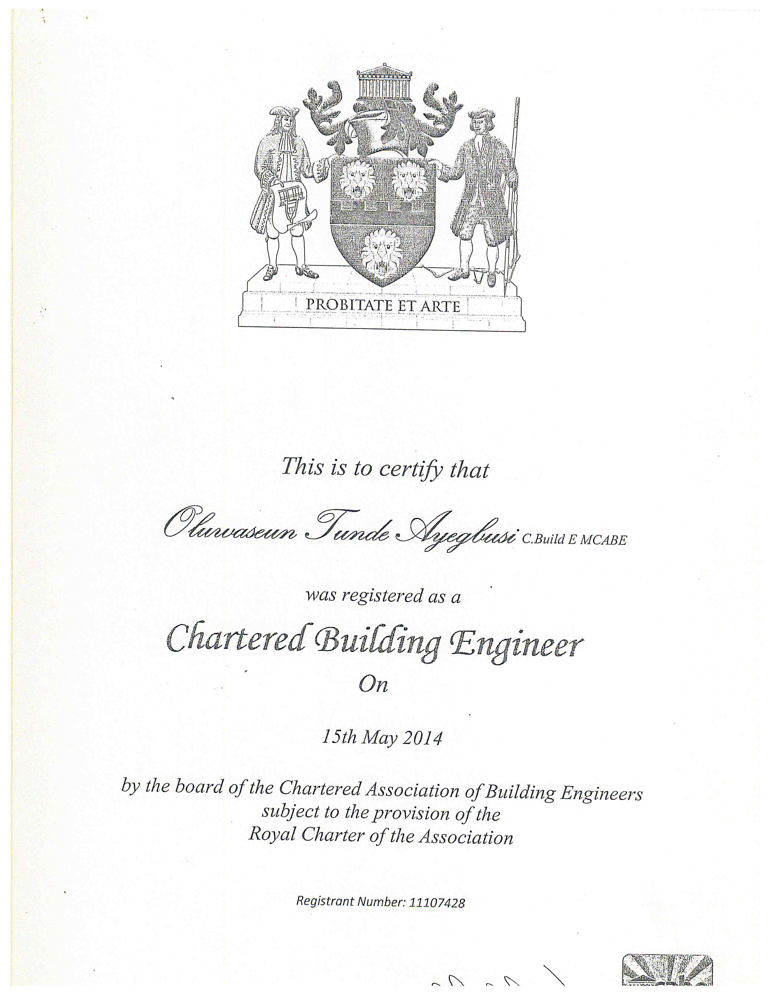 PROBITATE ET ARTE
This is to certify that
Oluwaseun Tunde Ayegbusi C.Build E MCABE
was registered as a
Chartered Building Engineer
On
15th May 2014
by the board of the Chartered Association of Building Engineers
subject to the provision of the
Royal Charter of the Association
Registrant Number: 11107428